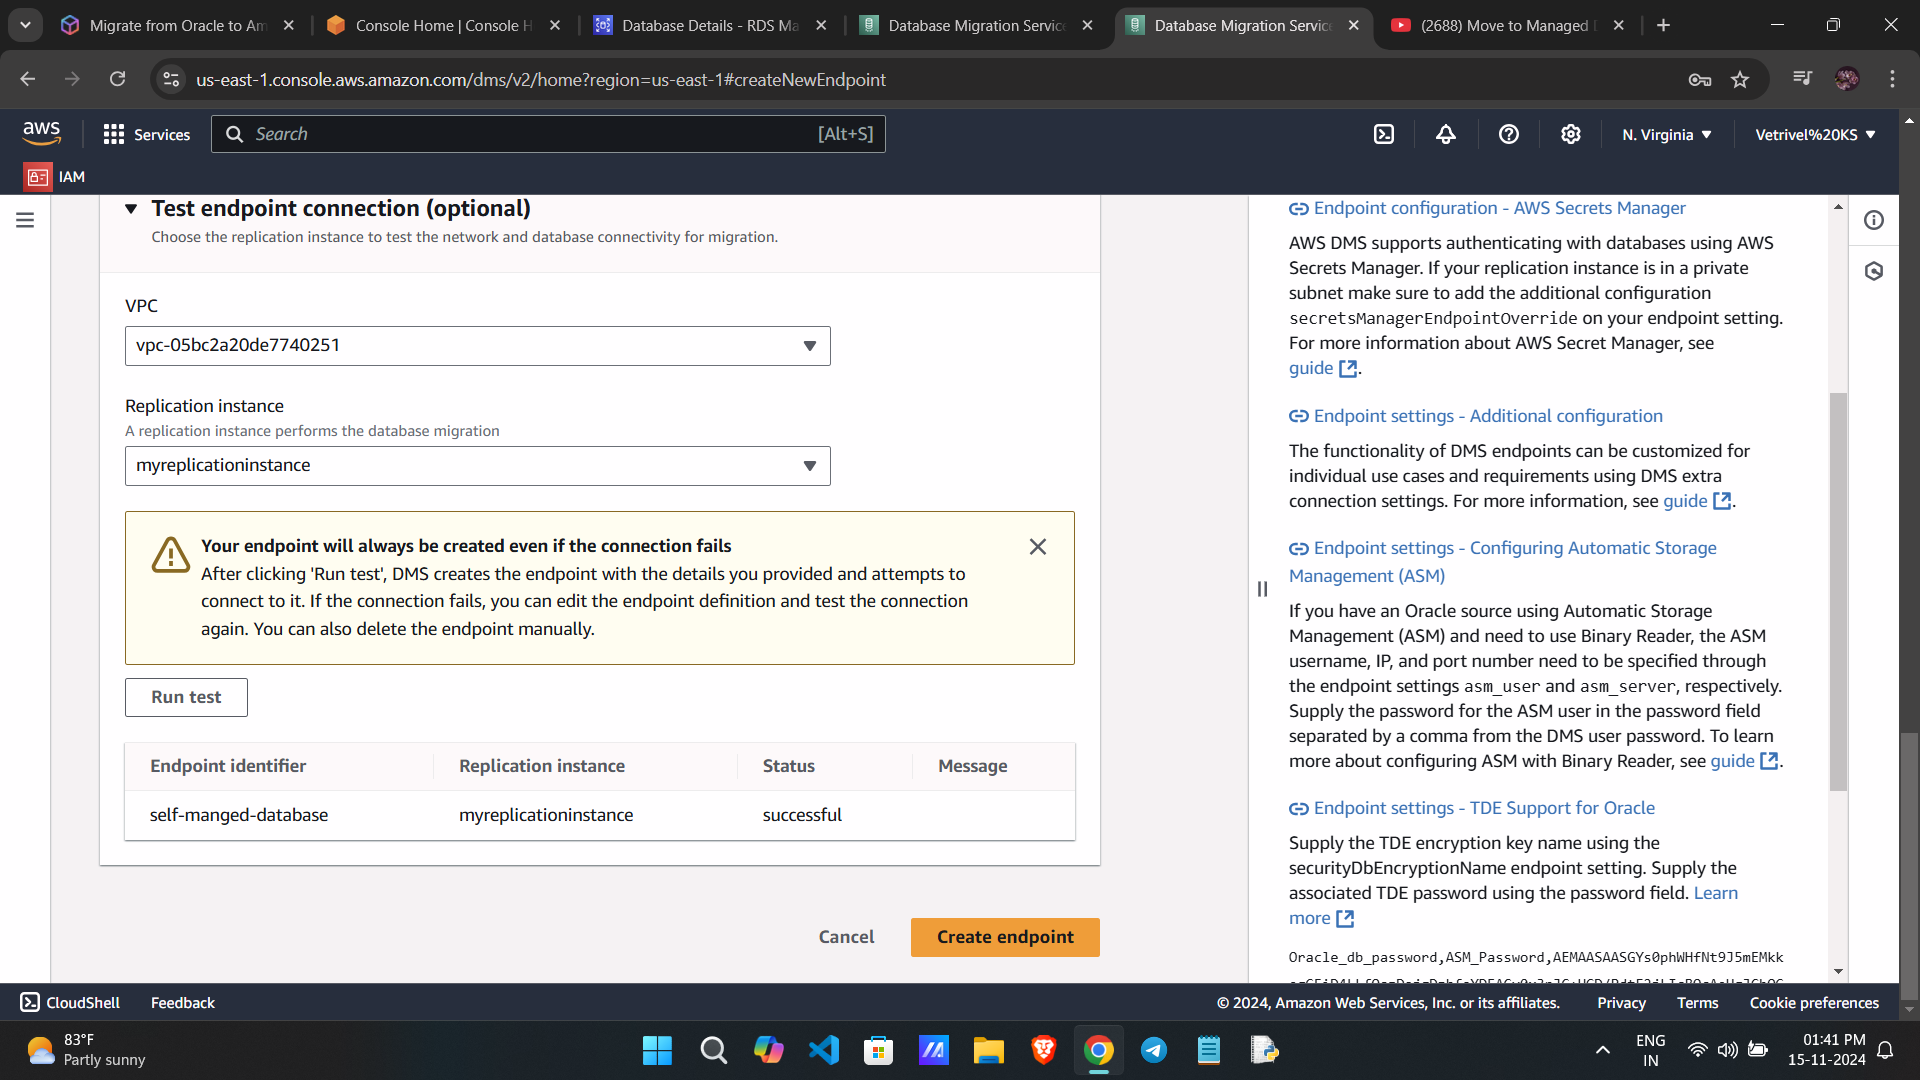 Migrate from Oracle to Am
Console Home | Console H
Database Details - RDS Ma
Database Migration Service
Database Migration Service
(2688) Move to Managed
us-east-1.console.aws.amazon.com/dms/v2/home?region=us-east-1#createNewEndpoint
aws
Services
Search
[Alt+S]
N. Virginia
Vetrivel%20KS
IAM
Test endpoint connection (optional)
Choose the replication instance to test the network and database connectivity for migration.
VPC
vpc-05bc2a20de7740251
Replication instance
A replication instance performs the database migration
myreplicationinstance
Your endpoint will always be created even if the connection fails
After clicking 'Run test', DMS creates the endpoint with the details you provided and attempts to
connect to it. If the connection fails, you can edit the endpoint definition and test the connection
again. You can also delete the endpoint manually.
Run test
Endpoint identifier Replication instance Status Message
self-manged-database myreplicationinstance successful
Cancel
Create endpoint
Endpoint configuration - AWS Secrets Manager
AWS DMS supports authenticating with databases using AWS
Secrets Manager. If your replication instance is in a private
subnet make sure to add the additional configuration
secretsManagerEndpointOverride on your endpoint setting.
For more information about AWS Secret Manager, see
guide.
Endpoint settings - Additional configuration
The functionality of DMS endpoints can be customized for
individual use cases and requirements using DMS extra
connection settings. For more information, see guide.
Endpoint settings - Configuring Automatic Storage
Management (ASM)
If you have an Oracle source using Automatic Storage
Management (ASM) and need to use Binary Reader, the ASM
username, IP, and port number need to be specified through
the endpoint settings asm_user and asm_server, respectively.
Supply the password for the ASM user in the password field
separated by a comma from the DMS user password. To learn
more about configuring ASM with Binary Reader, see guide.
Endpoint settings - TDE Support for Oracle
Supply the TDE encryption key name using the
securityDbEncryptionName endpoint setting. Supply the
associated TDE password using the password field. Learn
more
Oracle_db_password,ASM_Password,AEMAASAASGYs0phWHfNt9J5mEMkk
CloudShell
Feedback
© 2024, Amazon Web Services, Inc. or its affiliates.
Privacy
Terms
Cookie preferences
83°F
Partly sunny
ENG
IN
01:41 PM
15-11-2024